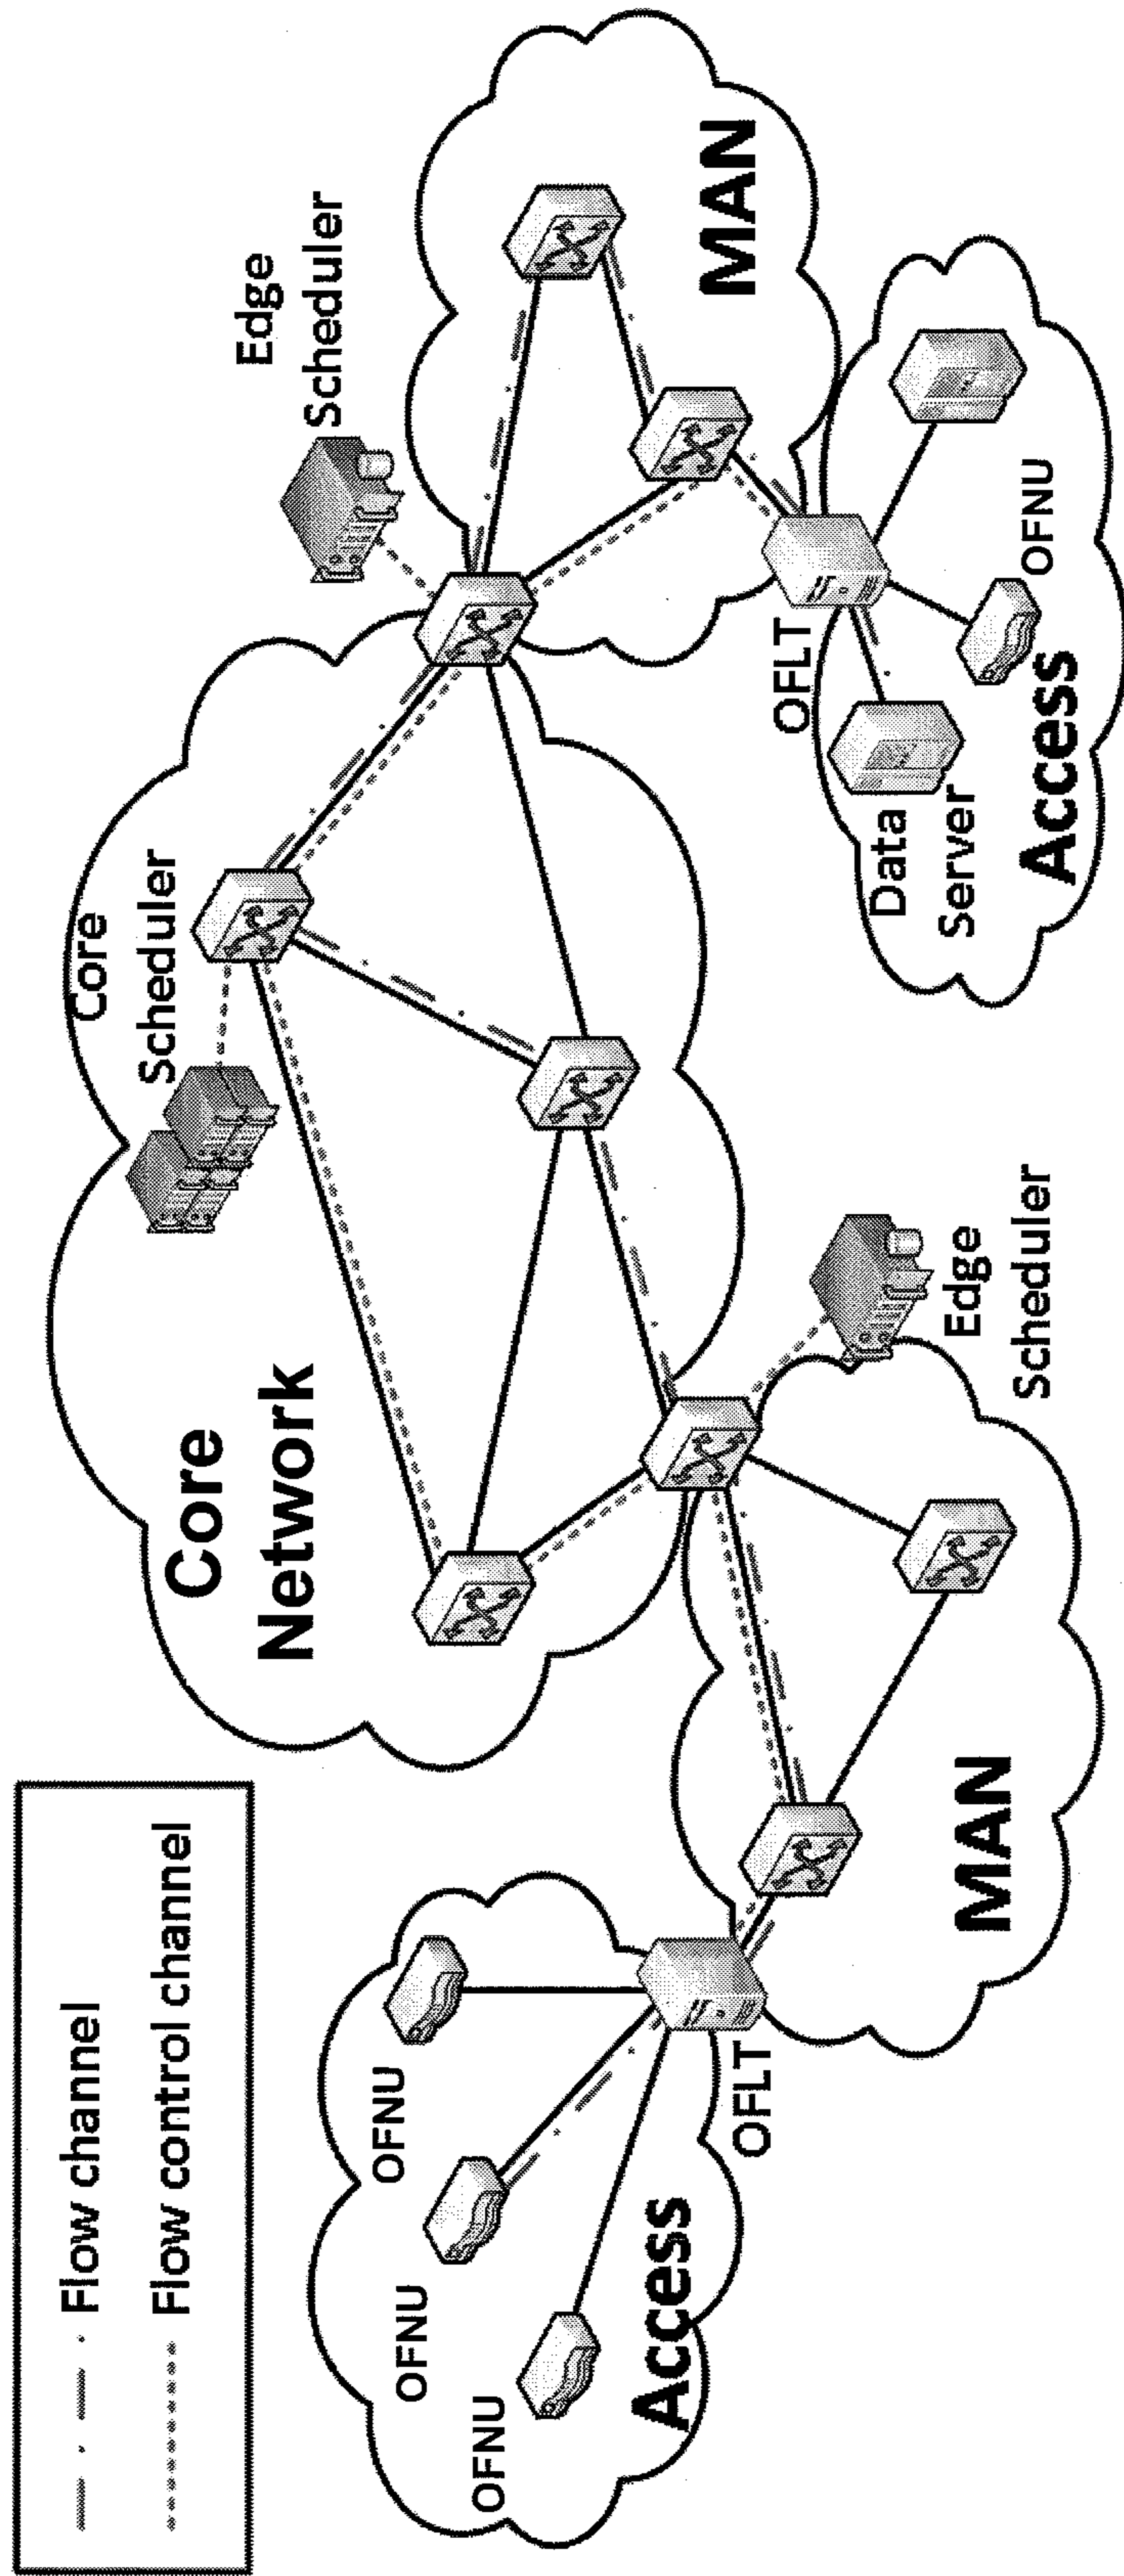 Flow channel
Flow control channel
Core
Network
Core
Scheduler
Edge
Scheduler
MAN
OFNU
OFNU
OFNU
Access
OFLT
MAN
Edge
Scheduler
OFLT
Data
Server
OFNU
Access